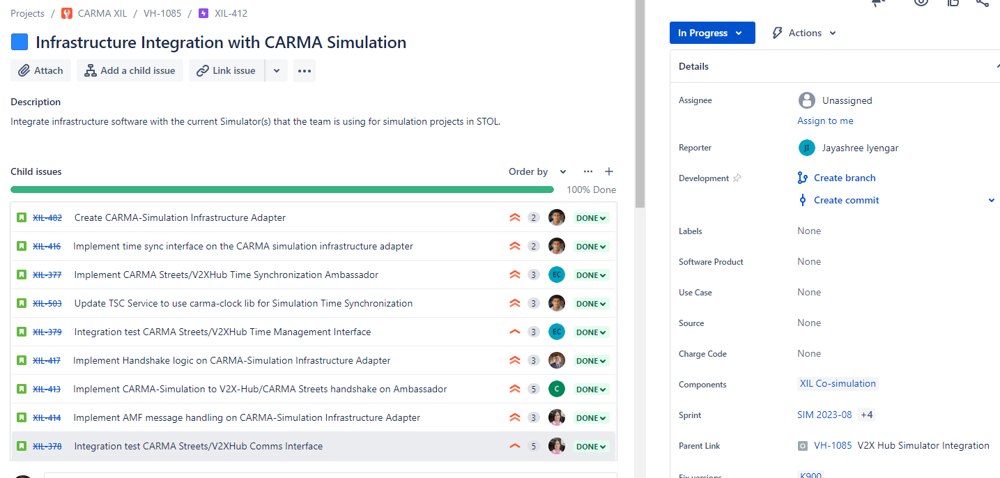 Projects / CARMA XIL / VH-1085 / XIL-412
Infrastructure Integration with CARMA Simulation
Attach Add a child issue Link issue
Description
Integrate infrastructure software with the current Simulator(s) that the team is using for simulation projects in STOL.
Child issues Order by
100% Done
XIL-482 Create CARMA-Simulation Infrastructure Adapter 2 DONE
XIL-416 Implement time sync interface on the CARMA simulation infrastructure adapter 2 DONE
XIL-377 Implement CARMA Streets/V2XHub Time Synchronization Ambassador 3 EC DONE
XIL-503 Update TSC Service to use carma-clock lib for Simulation Time Synchronization 3 DONE
XIL-379 Integration test CARMA Streets/V2XHub Time Management Interface 3 EC DONE
XIL-417 Implement Handshake logic on CARMA-Simulation Infrastructure Adapter 3 DONE
XIL-413 Implement CARMA-Simulation to V2X-Hub/CARMA Streets handshake on Ambassador 5 C DONE
XIL-414 Implement AMF message handling on CARMA-Simulation Infrastructure Adapter 3 DONE
XIL-378 Integration test CARMA Streets/V2XHub Comms Interface 5 DONE
In Progress Actions
Details
Assignee Unassigned
Assign to me
Reporter JI Jayashree Iyengar
Development Create branch
Create commit
Labels None
Software Product None
Use Case None
Source None
Charge Code None
Components XIL Co-simulation
Sprint SIM 2023-08 +4
Parent Link VH-1085 V2X Hub Simulator Integration
Fix versions K900